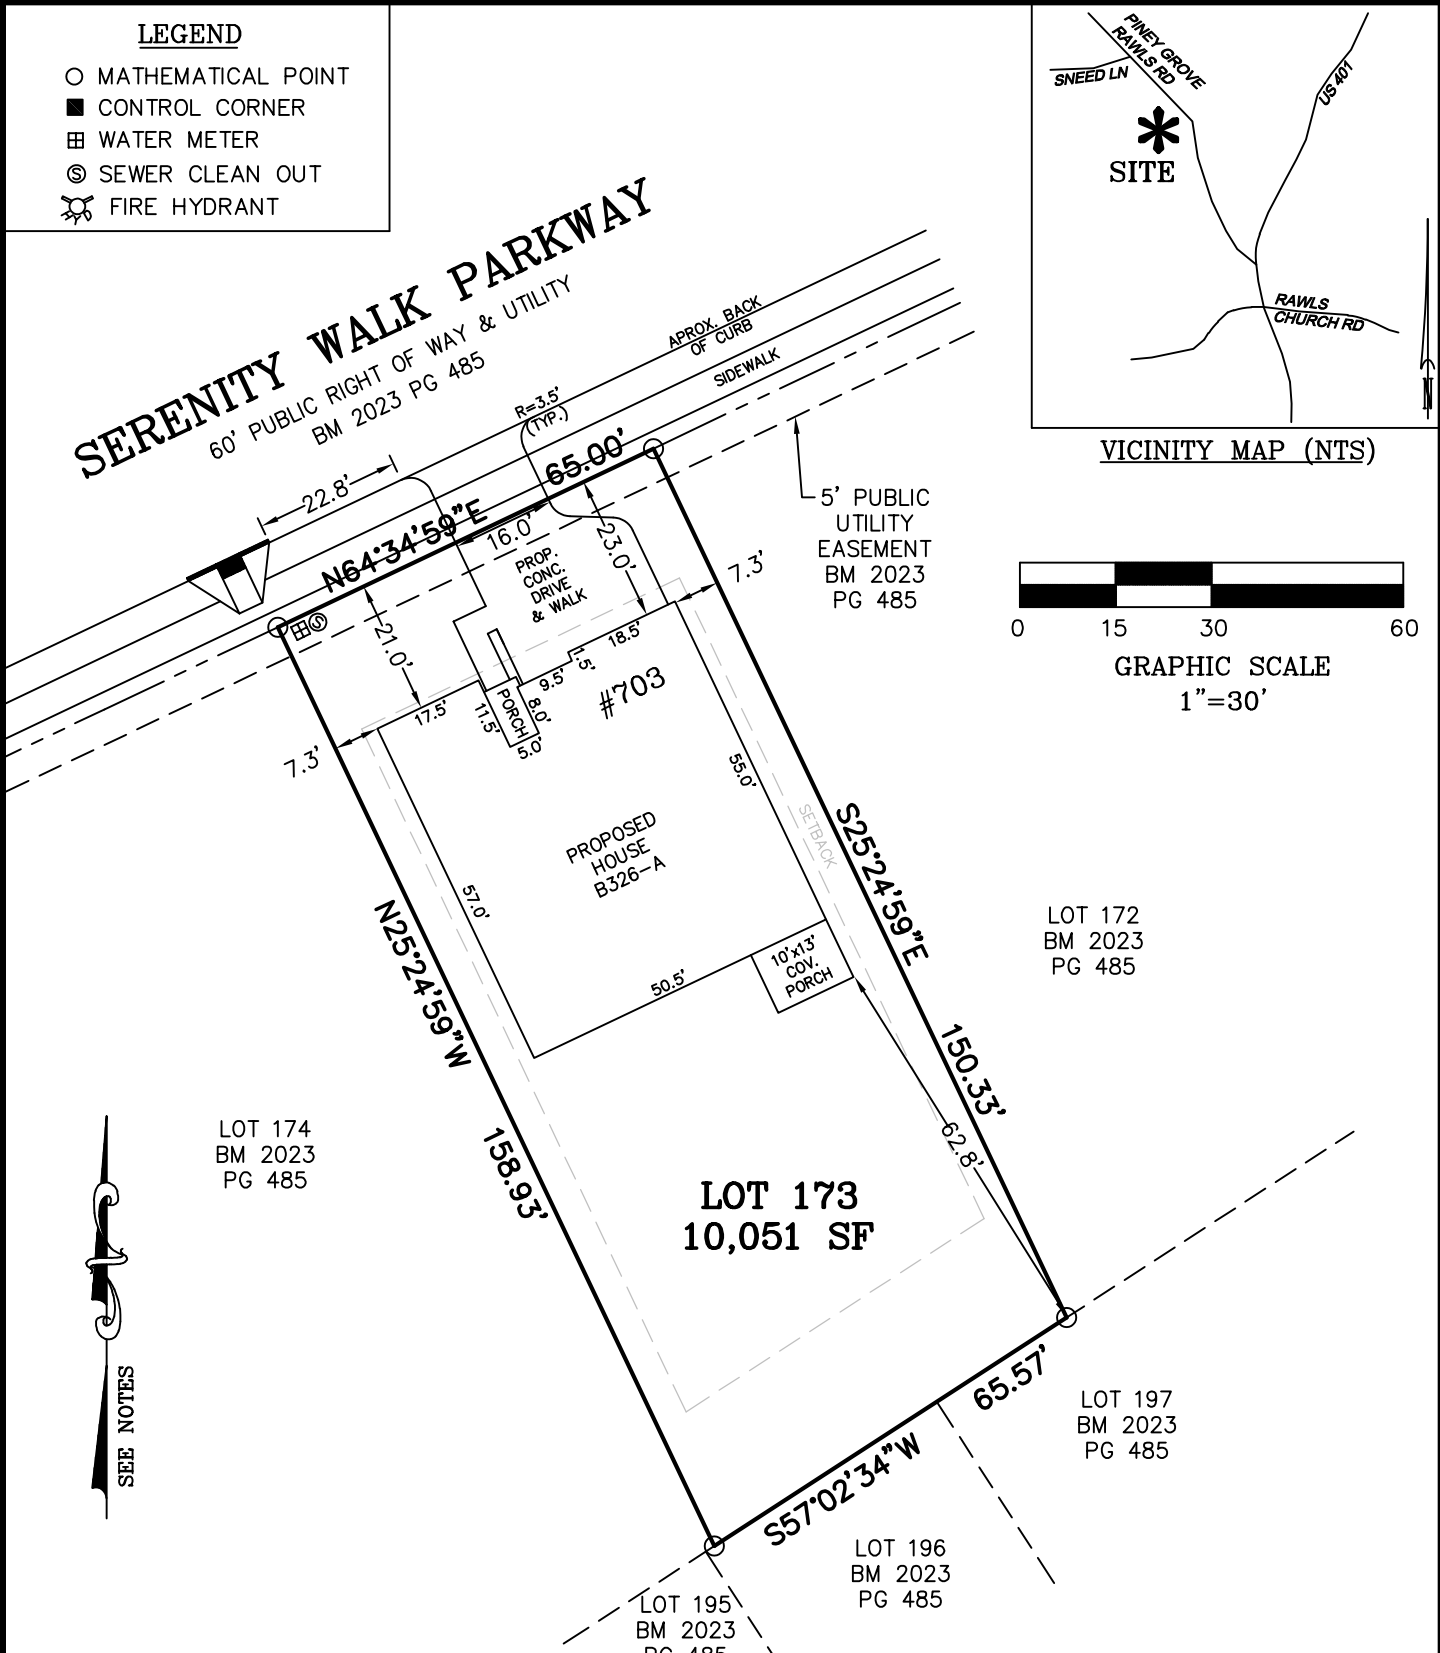 LEGEND
MATHEMATICAL POINT
CONTROL CORNER
WATER METER
S SEWER CLEAN OUT
FIRE HYDRANT
PINEY GROVE
RAWLS RD
SNEED LN
US 401
SITE
RAWLS
CHURCH RD
N
VICINITY MAP (NTS)
SERENITY WALK PARKWAY
60' PUBLIC RIGHT OF WAY & UTILITY
BM 2023 PG 485
APROX. BACK
OF CURB
SIDEWALK
R=3.5'
(TYP.)
22.8'
N64°34'59"E
65.00'
16.0'
23.0'
21.0'
7.3'
7.3'
S
PROP.
CONC.
DRIVE
& WALK
5' PUBLIC
UTILITY
EASEMENT
BM 2023
PG 485
0 15 30 60
GRAPHIC SCALE
1"=30'
17.5'
11.5'
PORCH
8.0'
5.0'
9.5'
1.5'
18.5'
#703
55.0'
57.0'
50.5'
PROPOSED
HOUSE
B326-A
SETBACK
10'x13'
COV.
PORCH
S25°24'59"E
150.33'
62.8'
N25°24'59"W
158.93'
LOT 172
BM 2023
PG 485
LOT 174
BM 2023
PG 485
LOT 173
10,051 SF
SEE NOTES
S57°02'34"W
65.57'
LOT 197
BM 2023
PG 485
LOT 196
BM 2023
PG 485
LOT 195
BM 2023
PG 485